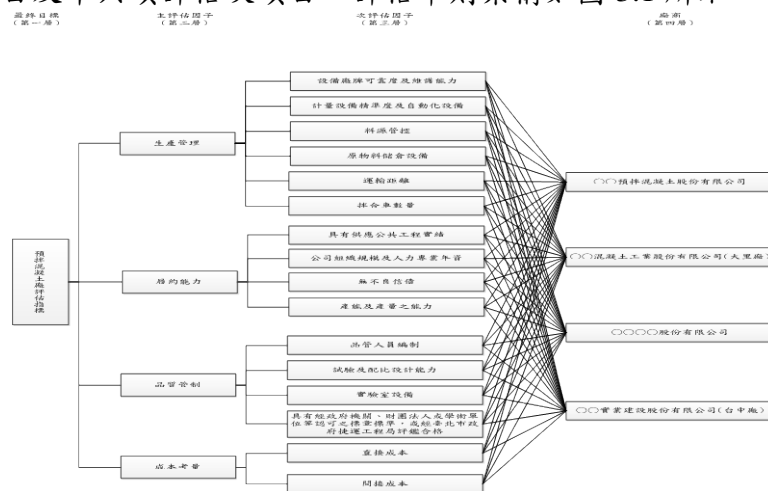 最終目標
(第一層)
主評估因子
(第二層)
次評估因子
(第三層)
廠商
(第四層)
預拌混凝土廠評估指標
生產管理
履約能力
品質管制
成本考量
設備廠牌可靠度及維護能力
計量設備精準度及自動化設備
料源管控
原物料儲倉設備
運輸距離
拌合車數量
具有供應公共工程實績
公司組織規模及人力專業年資
無不良信債
產能及產量之能力
品管人員編制
試驗及配比設計能力
實驗室設備
具有經政府機關、財團法人或學術單
位等認可之標章標準,或經臺北市政
府捷運工程局評鑑合格
直接成本
間接成本
○○預拌混凝土股份有限公司
○○混凝土工業股份有限公司(大里廠)
○○○○股份有限公司
○○實業建設股份有限公司(台中廠)